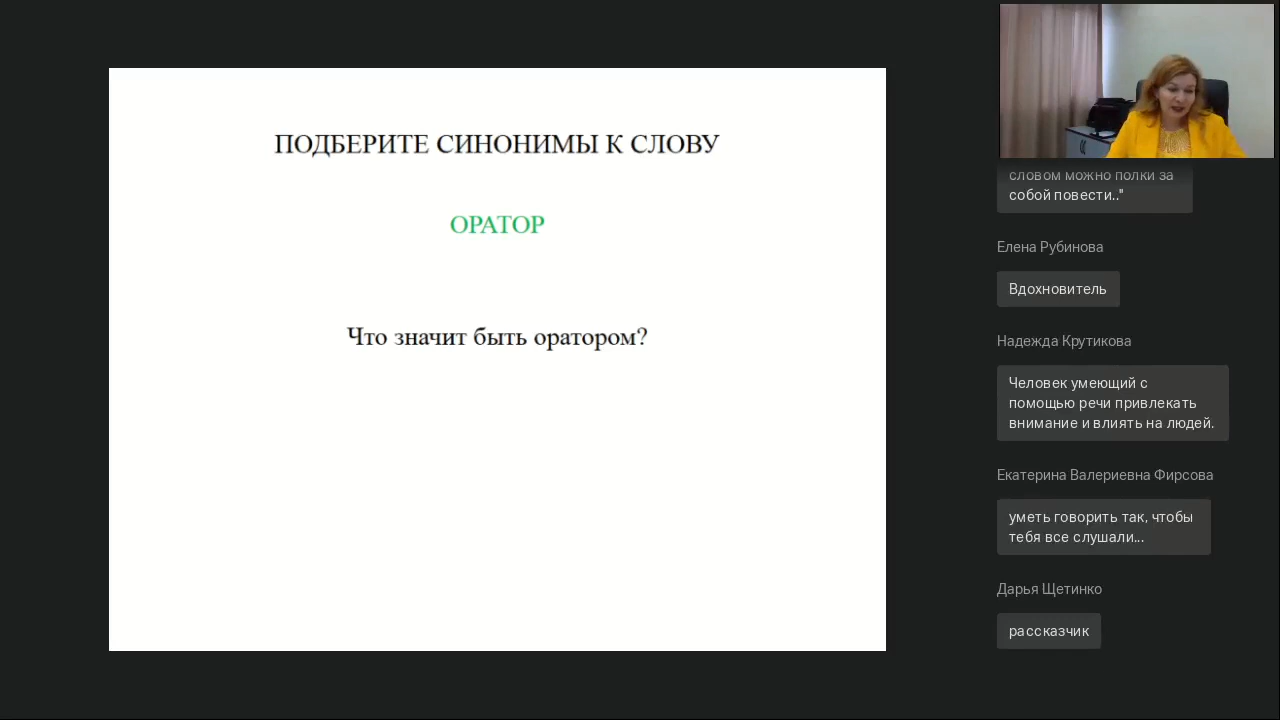 ПОДБЕРИТЕ СИНОНИМЫ К СЛОВУ
ОРАТОР
Что значит быть оратором?
словом можно полки за
собой повести.."
Елена Рубинова
Вдохновитель
Надежда Крутикова
Человек умеющий с
помощью речи привлекать
внимание и влиять на людей.
Екатерина Валериевна Фирсова
уметь говорить так, чтобы
тебя все слушали...
Дарья Щетинко
рассказчик